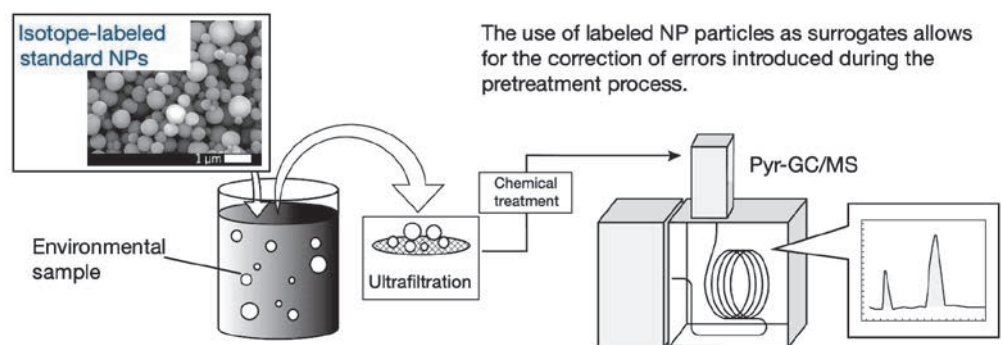 Isotope-labeled
standard NPs
1 μm
The use of labeled NP particles as surrogates allows
for the correction of errors introduced during the
pretreatment process.
Environmental
sample
Ultrafiltration
Chemical
treatment
Pyr-GC/MS